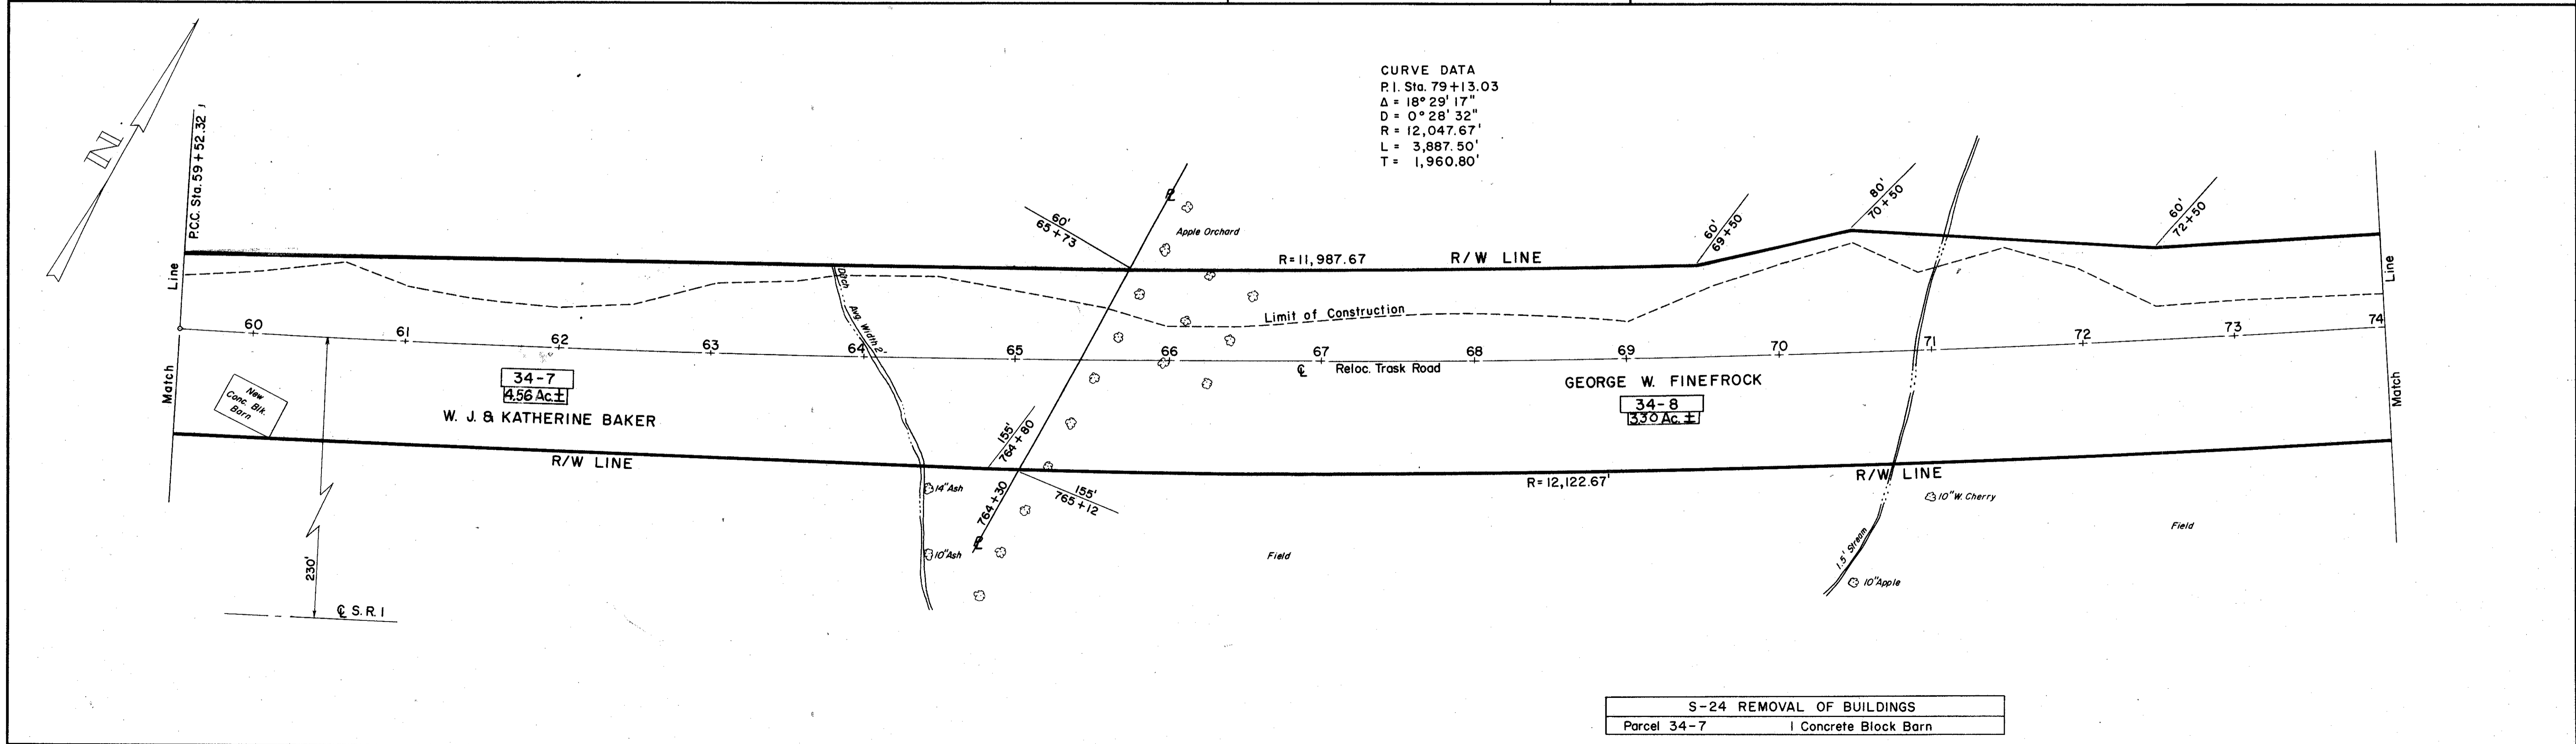 CURVE DATA
P.I. Sta. 79+13.03
Δ = 18° 29' 17"
D = 0° 28' 32"
R = 12,047.67'
L = 3,887.50'
T = 1,960.80'
N
P.C.C. Sta. 59+52.32
Match Line
60' 65+73
℄
Apple Orchard
R=11,987.67 R/W LINE
60' 69+50
80' 70+50
60' 72+50
Match Line
Ditch Avg. Width 2'
Limit of Construction
60 61 62 63 64 65 66 67 68 69 70 71 72 73 74
℄ Reloc. Trask Road
New
Conc. Blk.
Barn
34-7
4.56 Ac.±
W. J. & KATHERINE BAKER
GEORGE W. FINEFROCK
34-8
3.30 Ac.±
R/W LINE
155' 764+80
764+30
155' 765+12
R=12,122.67'
R/W LINE
14" Ash
10" Ash
10" W. Cherry
Field
Field
1.5' Stream
10" Apple
230'
℄ S.R. 1
S-24 REMOVAL OF BUILDINGS
Parcel 34-7 1 Concrete Block Barn